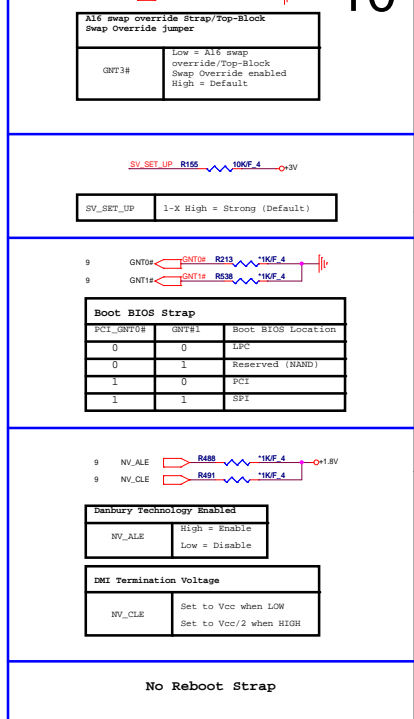 10
A16 swap override Strap/Top-Block
Swap Override jumper
GNT3#
Low = A16 swap
override/Top-Block
Swap Override enabled
High = Default
SV_SET_UP R155 10K/F_4 +3V
SV_SET_UP 1-X High = Strong (Default)
9 GNT0# GNT0# R213 *1K/F_4
9 GNT1# GNT1# R538 *1K/F_4
Boot BIOS Strap
PCI_GNT0# GNT#1 Boot BIOS Location
0 0 LPC
0 1 Reserved (NAND)
1 0 PCI
1 1 SPI
9 NV_ALE R488 *1K/F_4 +1.8V
9 NV_CLE R491 *1K/F_4
Danbury Technology Enabled
NV_ALE
High = Enable
Low = Disable
DMI Termination Voltage
NV_CLE
Set to Vcc when LOW
Set to Vcc/2 when HIGH
No Reboot Strap